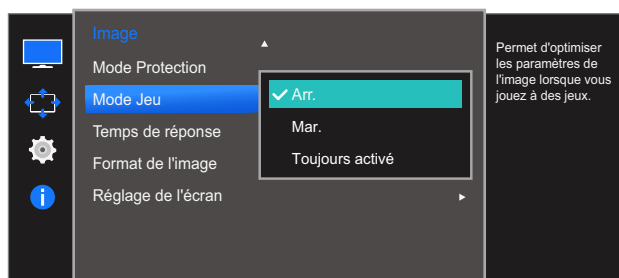 Image
Mode Protection
Mode Jeu
Temps de réponse
Format de l'image
Réglage de l'écran
Arr.
Mar.
Toujours activé
Permet d'optimiser
les paramètres de
l'image lorsque vous
jouez à des jeux.